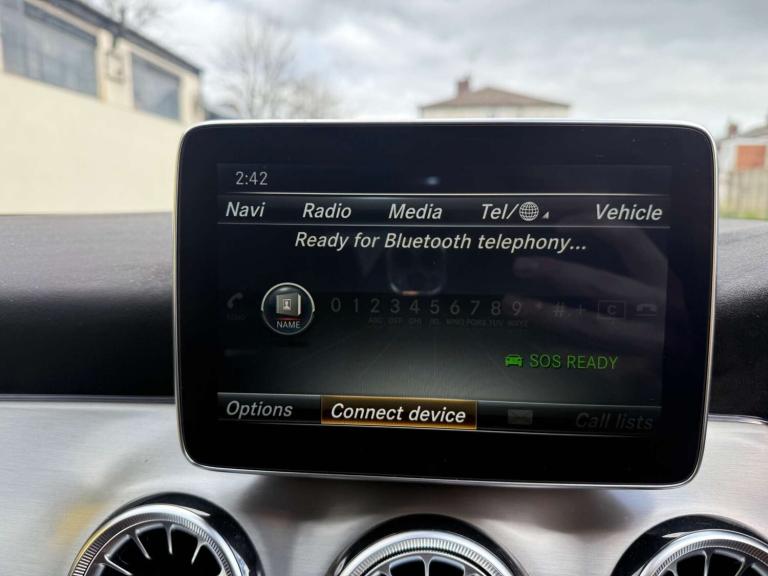 2:42
Navi Radio Media Tel/ Vehicle
Ready for Bluetooth telephony...
NAME 0 1 2 3 4 5 6 7 8 9 * # + C
SOS READY
Options Connect device Call lists